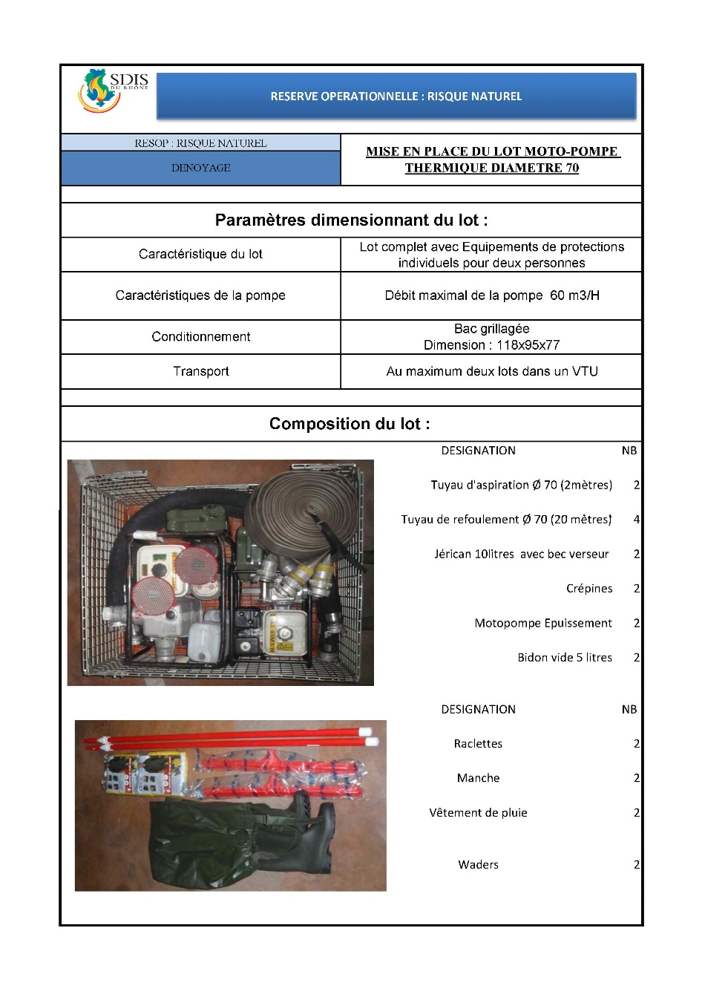 SDIS
DU RHÔNE
RESERVE OPERATIONNELLE : RISQUE NATUREL
RESOP : RISQUE NATUREL
DENOYAGE
MISE EN PLACE DU LOT MOTO-POMPE
THERMIQUE DIAMETRE 70
Paramètres dimensionnant du lot :
Caractéristique du lot
Lot complet avec Equipements de protections
individuels pour deux personnes
Caractéristiques de la pompe
Débit maximal de la pompe 60 m3/H
Conditionnement
Bac grillagée
Dimension : 118x95x77
Transport
Au maximum deux lots dans un VTU
Composition du lot :
DESIGNATION NB
Tuyau d'aspiration Ø 70 (2mètres) 2
Tuyau de refoulement Ø 70 (20 mètres) 4
Jérican 10litres avec bec verseur 2
Crépines 2
Motopompe Epuissement 2
Bidon vide 5 litres 2
DESIGNATION NB
Raclettes 2
Manche 2
Vêtement de pluie 2
Waders 2